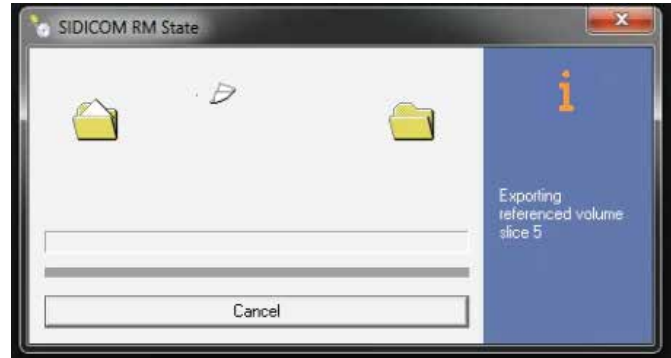 SIDICOM RM State
i
Exporting
referenced volume
slice 5
Cancel